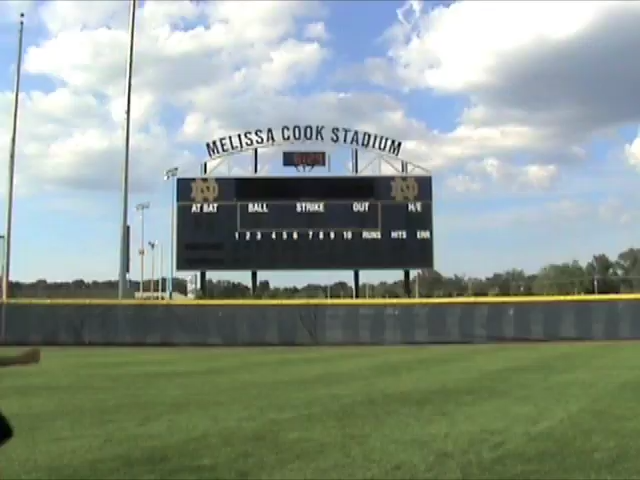 MELISSA COOK STADIUM
ND ND
AT BAT BALL STRIKE OUT H/E
1 2 3 4 5 6 7 8 9 10 RUNS HITS ERR